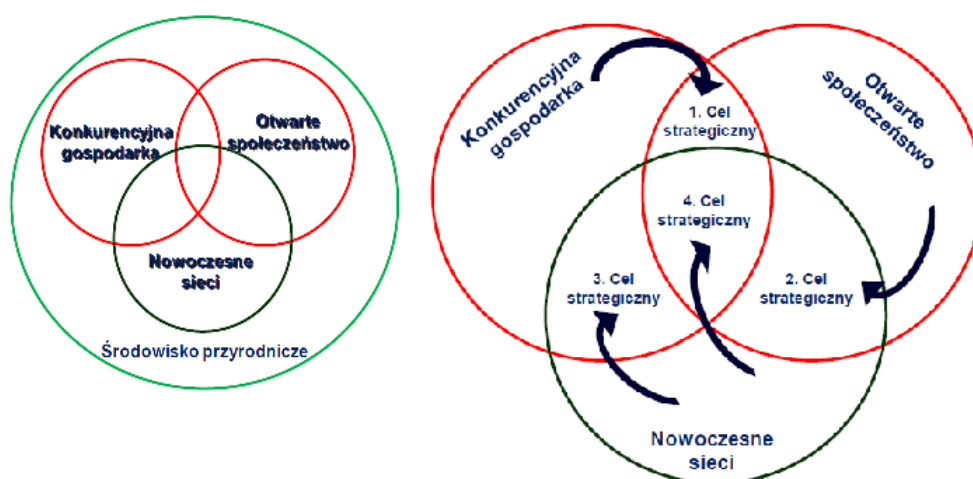 Konkurencyjna
gospodarka
Otwarte
społeczeństwo
Nowoczesne
sieci
Środowisko przyrodnicze
Konkurencyjna
gospodarka
Otwarte
społeczeństwo
1. Cel
strategiczny
4. Cel
strategiczny
3. Cel
strategiczny
2. Cel
strategiczny
Nowoczesne
sieci